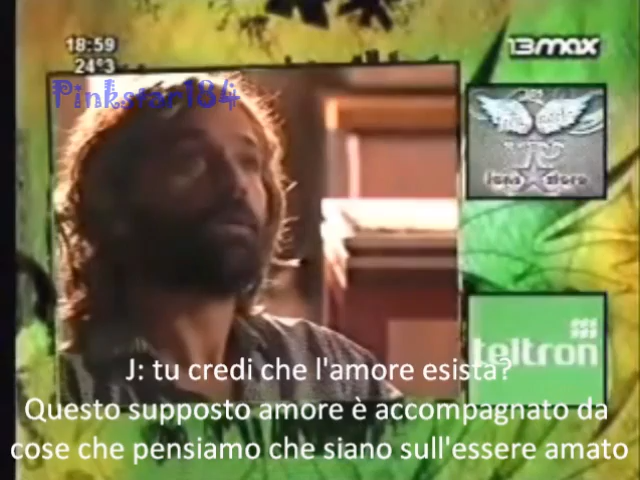 18:59
13max
24°3
Pinkstar184
teltron
J: tu credi che l'amore esista?
Questo supposto amore è accompagnato da
cose che pensiamo che siano sull'essere amato